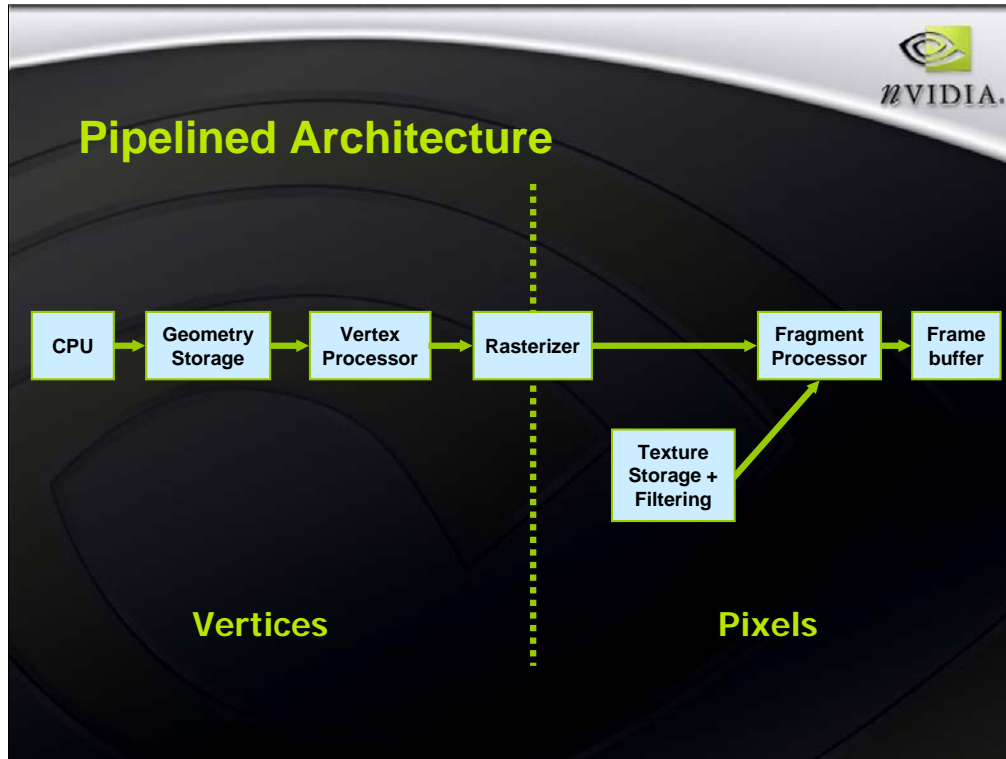 nVIDIA.
Pipelined Architecture
CPU
Geometry
Storage
Vertex
Processor
Rasterizer
Fragment
Processor
Frame
buffer
Texture
Storage +
Filtering
Vertices
Pixels